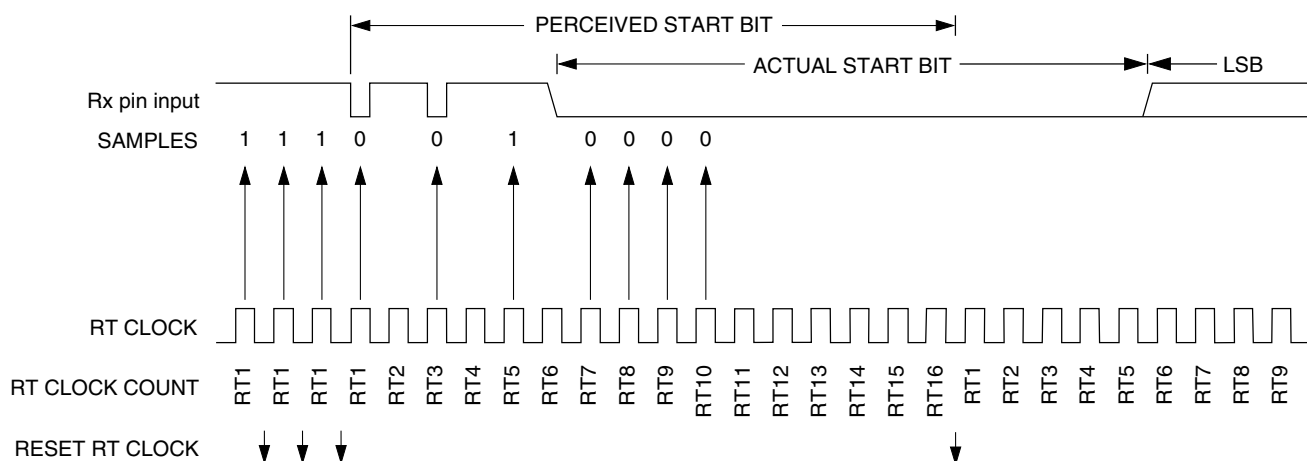 PERCEIVED START BIT
ACTUAL START BIT
LSB
Rx pin input
SAMPLES 1 1 1 0 0 1 0 0 0 0
RT CLOCK
RT CLOCK COUNT RT1 RT1 RT1 RT1 RT2 RT3 RT4 RT5 RT6 RT7 RT8 RT9 RT10 RT11 RT12 RT13 RT14 RT15 RT16 RT1 RT2 RT3 RT4 RT5 RT6 RT7 RT8 RT9
RESET RT CLOCK